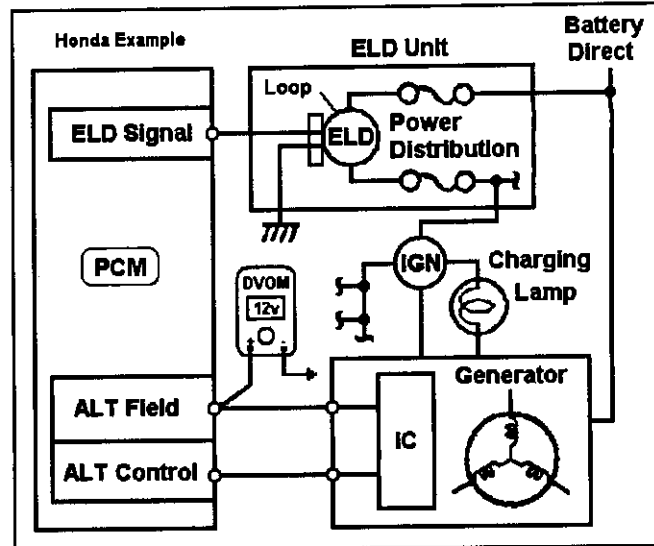 Honda Example
ELD Unit
Battery
Direct
Loop
ELD Signal
ELD
Power
Distribution
PCM
DVOM
12v
+ -
IGN
Charging
Lamp
ALT Field
ALT Control
IC
Generator